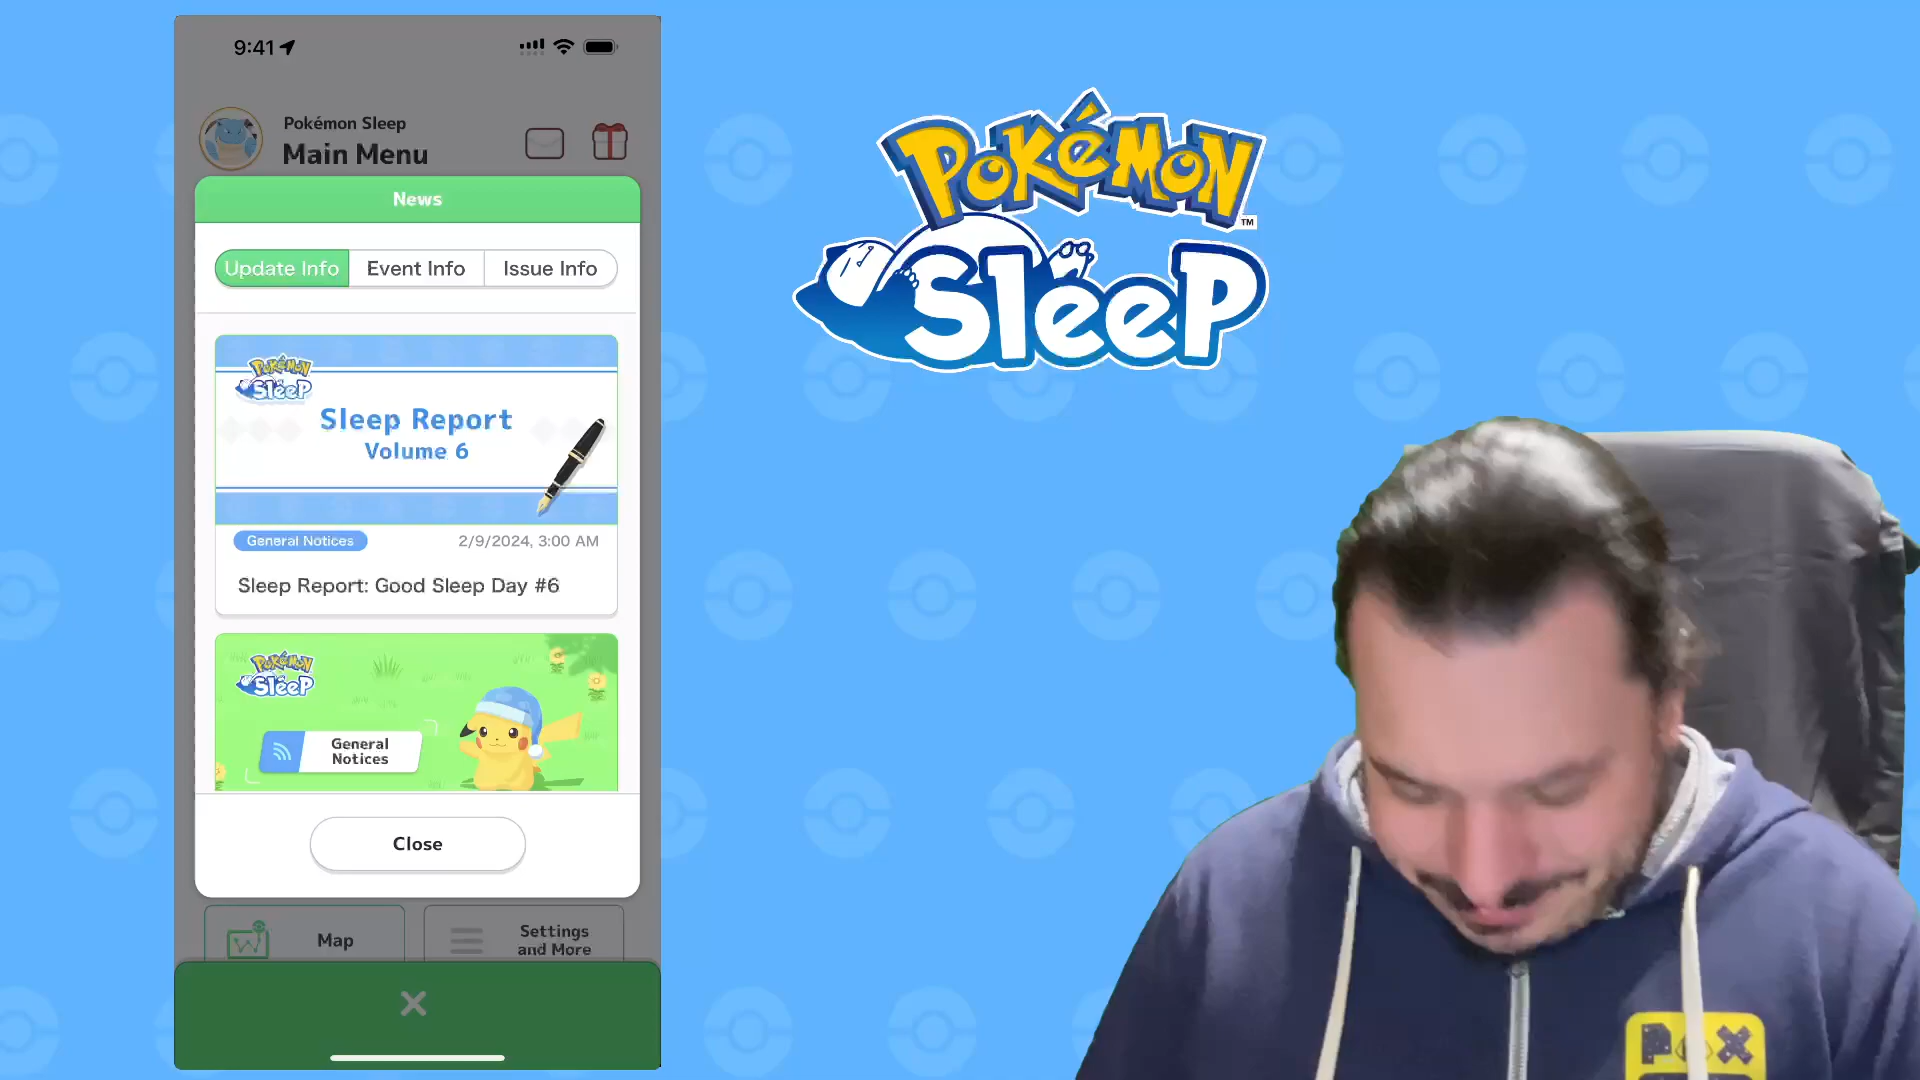 9:41
Pokémon Sleep
Main Menu
News
Update Info
Event Info
Issue Info
POKéMON
SleeP
Sleep Report
Volume 6
General Notices
2/9/2024, 3:00 AM
Sleep Report: Good Sleep Day #6
POKéMON
SleeP
General
Notices
Close
Map
Settings
and More
POKéMON
TM
SleeP
P X